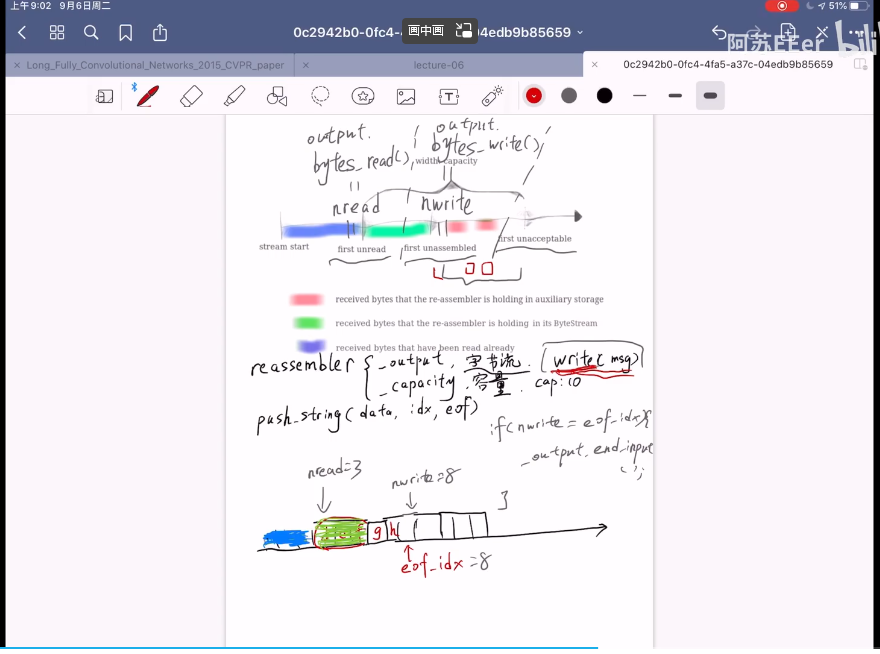 上午9:02 9月6日周二
51%
0c2942b0-0fc4-
画中画
4edb9b85659
阿苏EEer
bili
Long_Fully_Convolutional_Networks_2015_CVPR_paper
lecture-06
0c2942b0-0fc4-4fa5-a37c-04edb9b85659
output.
bytes_read(),
output.
bytes_write()
width capacity
nread
nwrite
stream start
first unread
first unassembled
first unacceptable
received bytes that the re-assembler is holding in auxiliary storage
received bytes that the re-assembler is holding in its ByteStream
received bytes that have been read already
reassembler { _output, 字节流. (write(msg)
_capacity, 容量. cap:10
push_string(data, idx, eof)
if(nwrite = eof_idx){
_output.end_input
();
}
nread=3
nwrite=8
g h
eof_idx=8